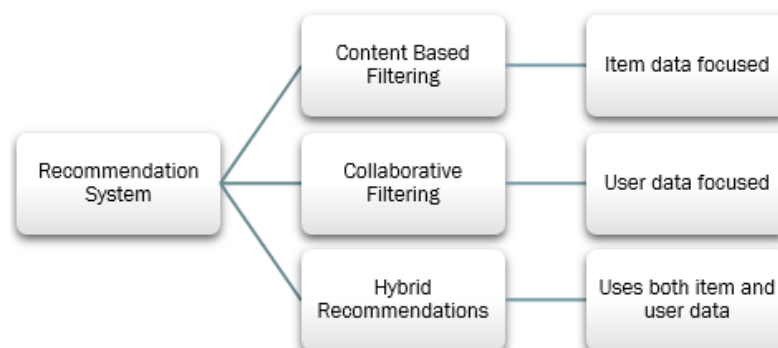 Recommendation
System
Content Based
Filtering
Item data focused
Collaborative
Filtering
User data focused
Hybrid
Recommendations
Uses both item and
user data